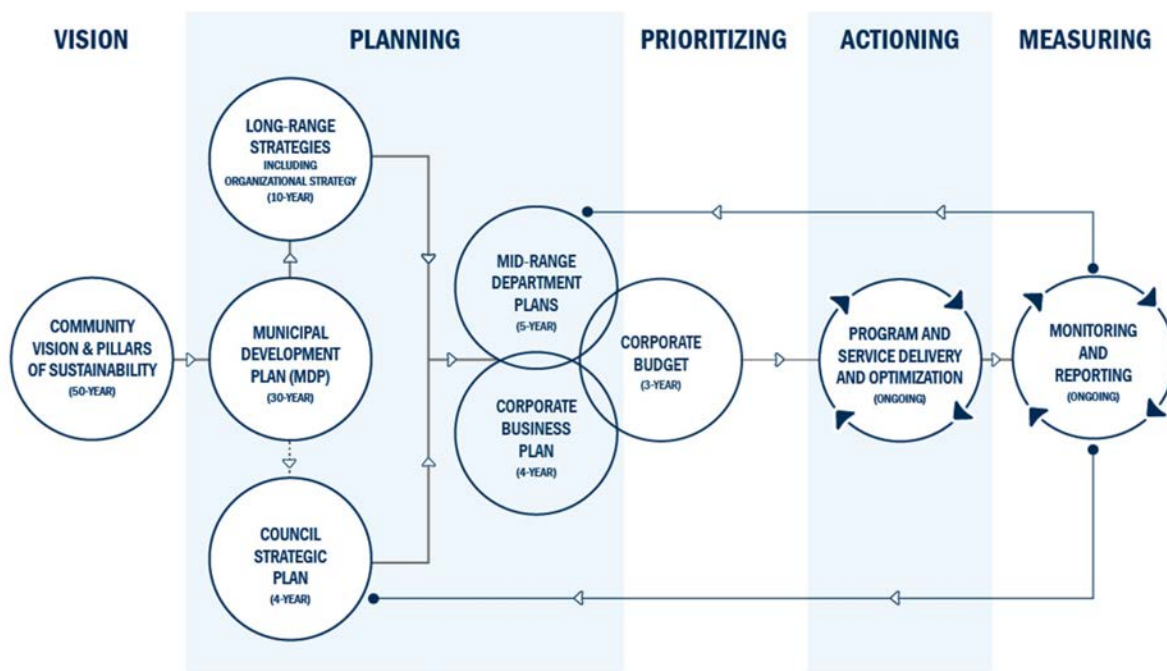 VISION
PLANNING
PRIORITIZING
ACTIONING
MEASURING
COMMUNITY
VISION & PILLARS
OF SUSTAINABILITY
(50-YEAR)
LONG-RANGE
STRATEGIES
INCLUDING
ORGANIZATIONAL STRATEGY
(10-YEAR)
MUNICIPAL
DEVELOPMENT
PLAN (MDP)
(30-YEAR)
COUNCIL
STRATEGIC
PLAN
(4-YEAR)
MID-RANGE
DEPARTMENT
PLANS
(5-YEAR)
CORPORATE
BUSINESS
PLAN
(4-YEAR)
CORPORATE
BUDGET
(3-YEAR)
PROGRAM AND
SERVICE DELIVERY
AND OPTIMIZATION
(ONGOING)
MONITORING
AND
REPORTING
(ONGOING)